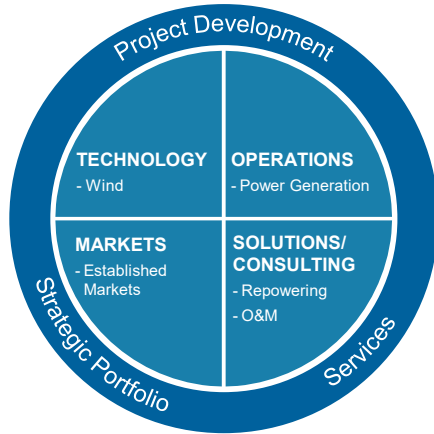 Project Development
TECHNOLOGY
- Wind
OPERATIONS
- Power Generation
MARKETS
- Established
Markets
SOLUTIONS/
CONSULTING
- Repowering
- O&M
Strategic Portfolio
Services